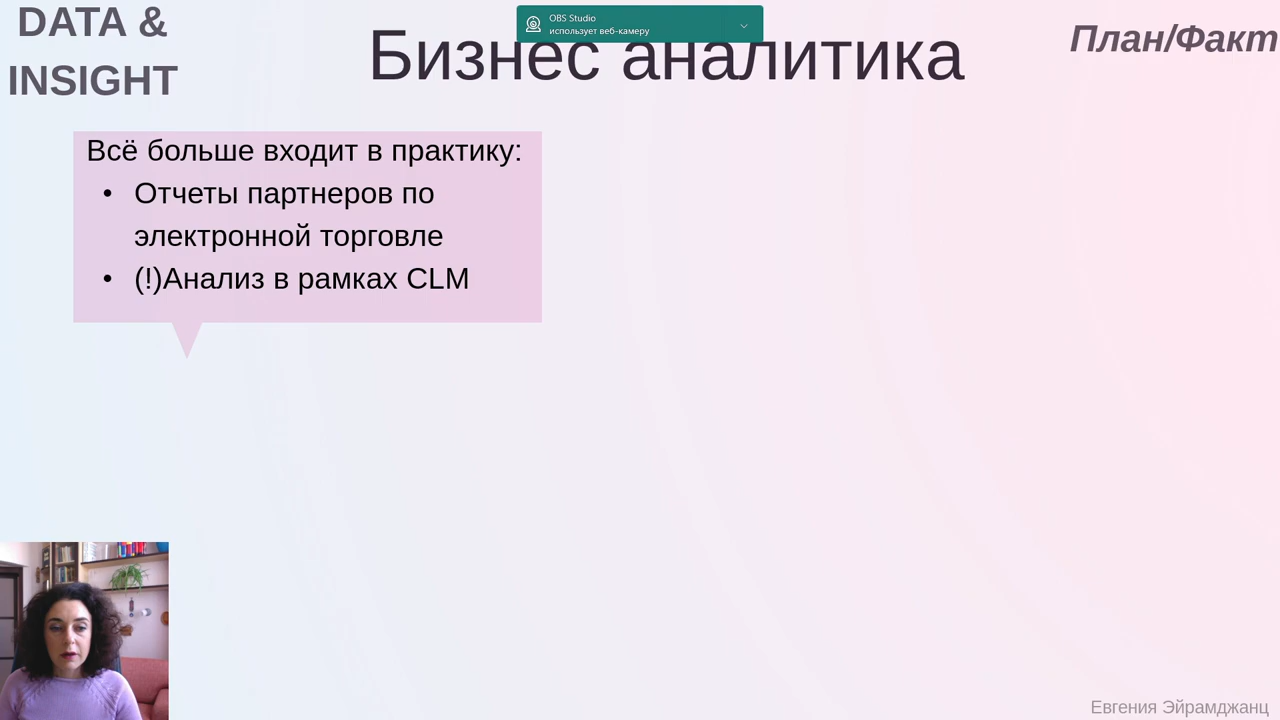 DATA &
INSIGHT
OBS Studio
использует веб-камеру
Бизнес аналитика
План/Факт
Всё больше входит в практику:
• Отчеты партнеров по
электронной торговле
• (!)Анализ в рамках CLM
Евгения Эйрамджанц